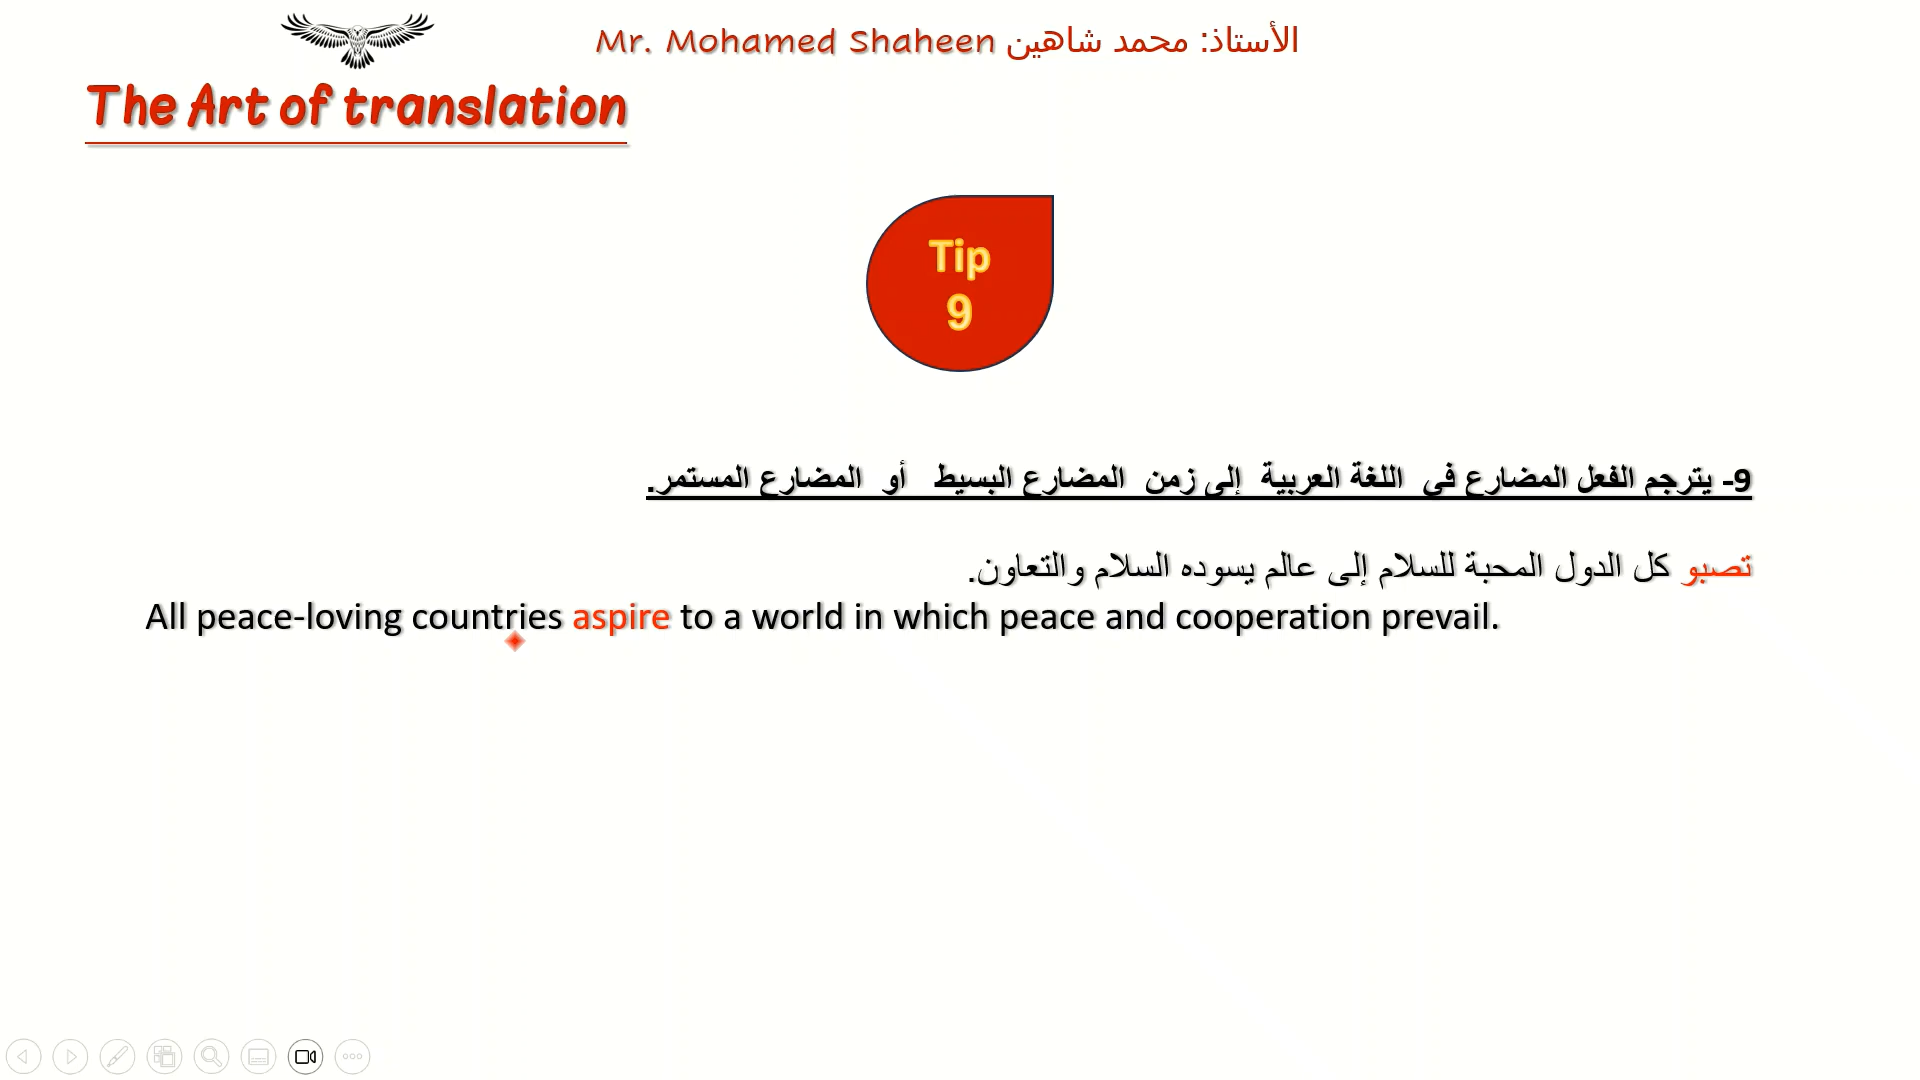 Mr. Mohamed Shaheen الأستاذ: محمد شاهين
The Art of translation
Tip
9
9- يترجم الفعل المضارع في اللغة العربية إلى زمن المضارع البسيط أو المضارع المستمر.
تصبو كل الدول المحبة للسلام إلى عالم يسوده السلام والتعاون.
All peace-loving countries aspire to a world in which peace and cooperation prevail.